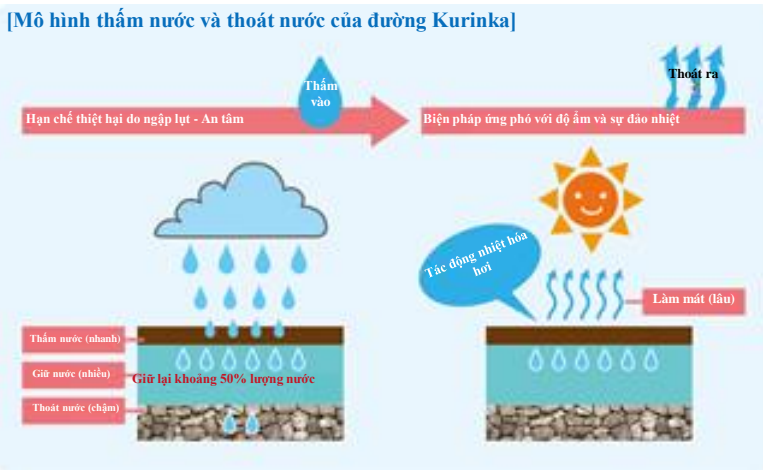 [Mô hình thấm nước và thoát nước của đường Kurinka]
Thấm
vào
Thoát ra
Hạn chế thiệt hại do ngập lụt - An tâm
Biện pháp ứng phó với độ ẩm và sự đảo nhiệt
Tác động nhiệt hóa
hơi
Làm mát (lâu)
Thấm nước (nhanh)
Giữ nước (nhiều)
Giữ lại khoảng 50% lượng nước
Thoát nước (chậm)